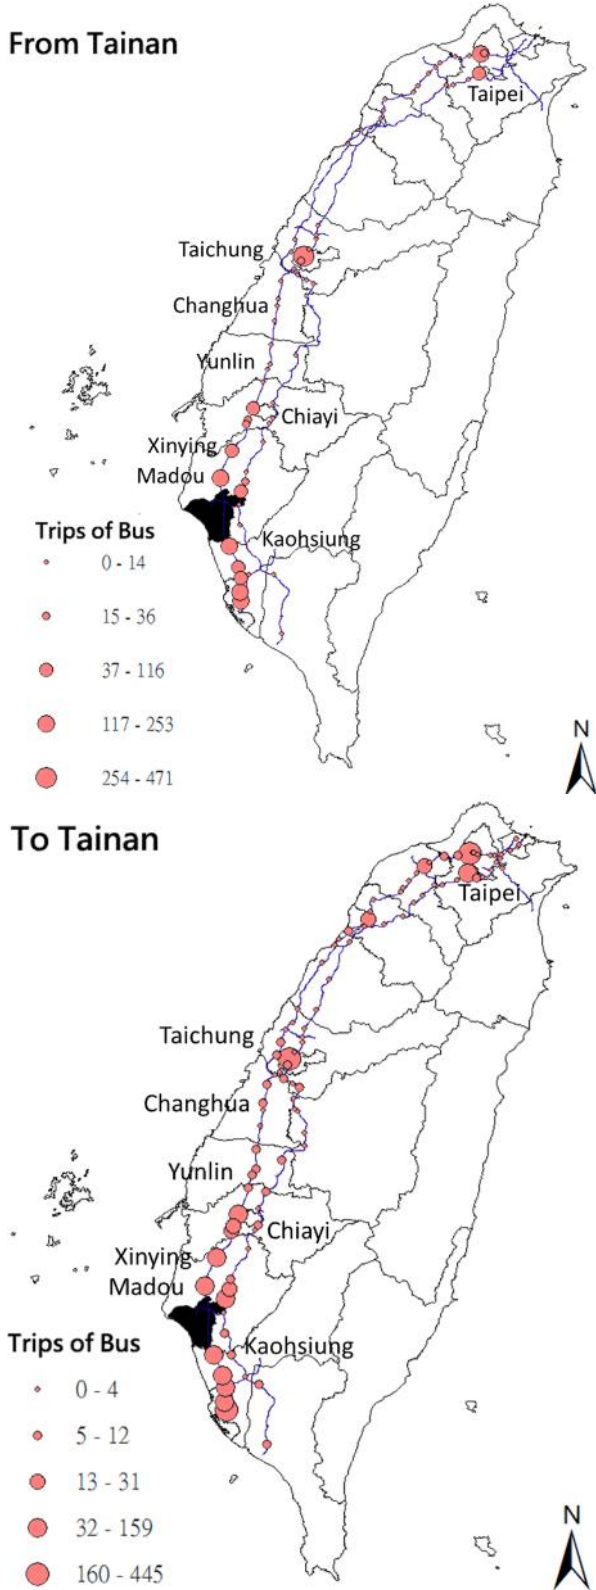 From Tainan
Taipei
Taichung
Changhua
Yunlin
Chiayi
Xinying
Madou
Kaohsiung
Trips of Bus
0 - 14
15 - 36
37 - 116
117 - 253
254 - 471
N
To Tainan
Taipei
Taichung
Changhua
Yunlin
Chiayi
Xinying
Madou
Kaohsiung
Trips of Bus
0 - 4
5 - 12
13 - 31
32 - 159
160 - 445
N